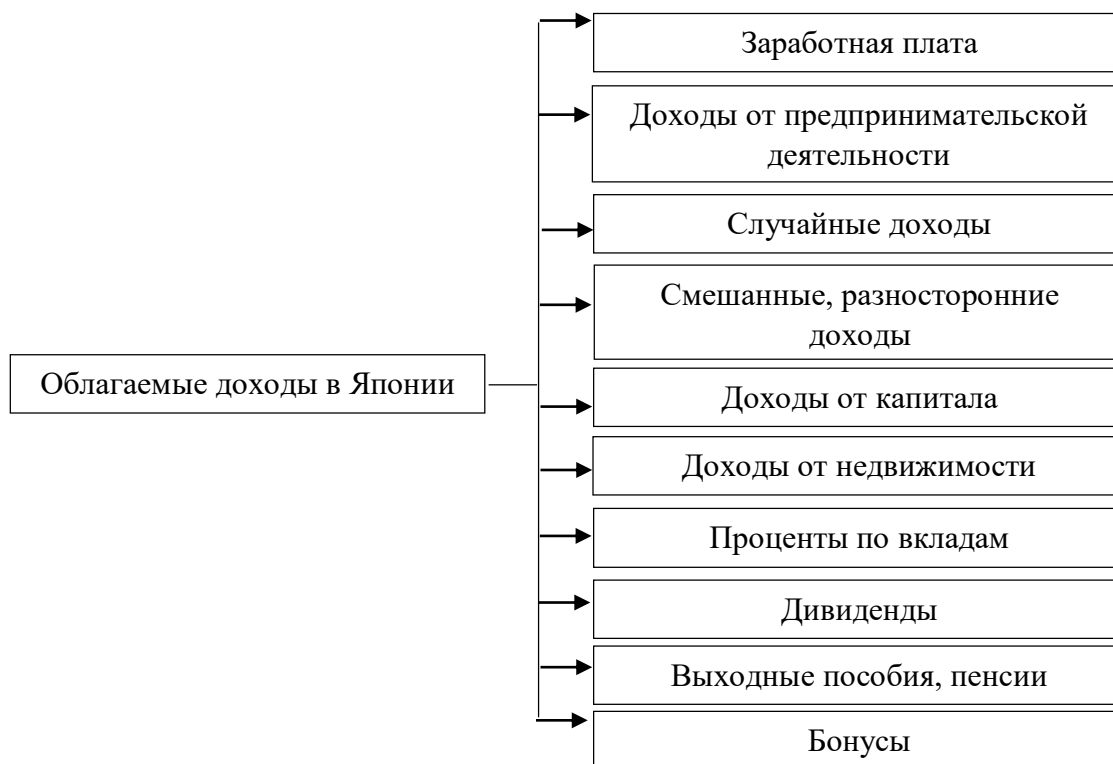 Заработная плата
Доходы от предпринимательской
деятельности
Случайные доходы
Смешанные, разносторонние
доходы
Облагаемые доходы в Японии
Доходы от капитала
Доходы от недвижимости
Проценты по вкладам
Дивиденды
Выходные пособия, пенсии
Бонусы